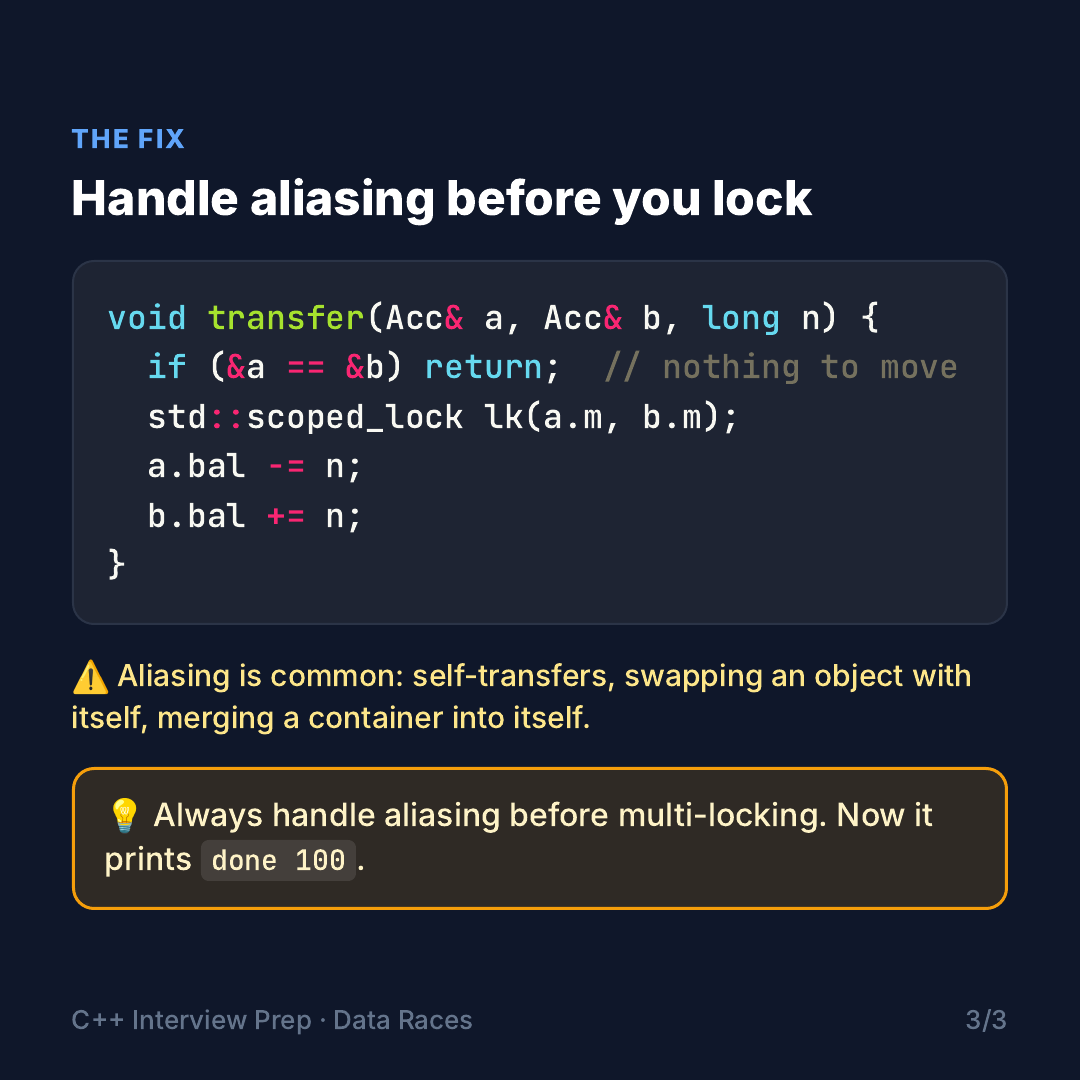 THE FIX
Handle aliasing before you lock
void transfer(Acc& a, Acc& b, long n) {
  if (&a == &b) return;  // nothing to move
  std::scoped_lock lk(a.m, b.m);
  a.bal -= n;
  b.bal += n;
}
⚠️ Aliasing is common: self-transfers, swapping an object with
itself, merging a container into itself.
💡 Always handle aliasing before multi-locking. Now it
prints done 100.
C++ Interview Prep · Data Races
3/3